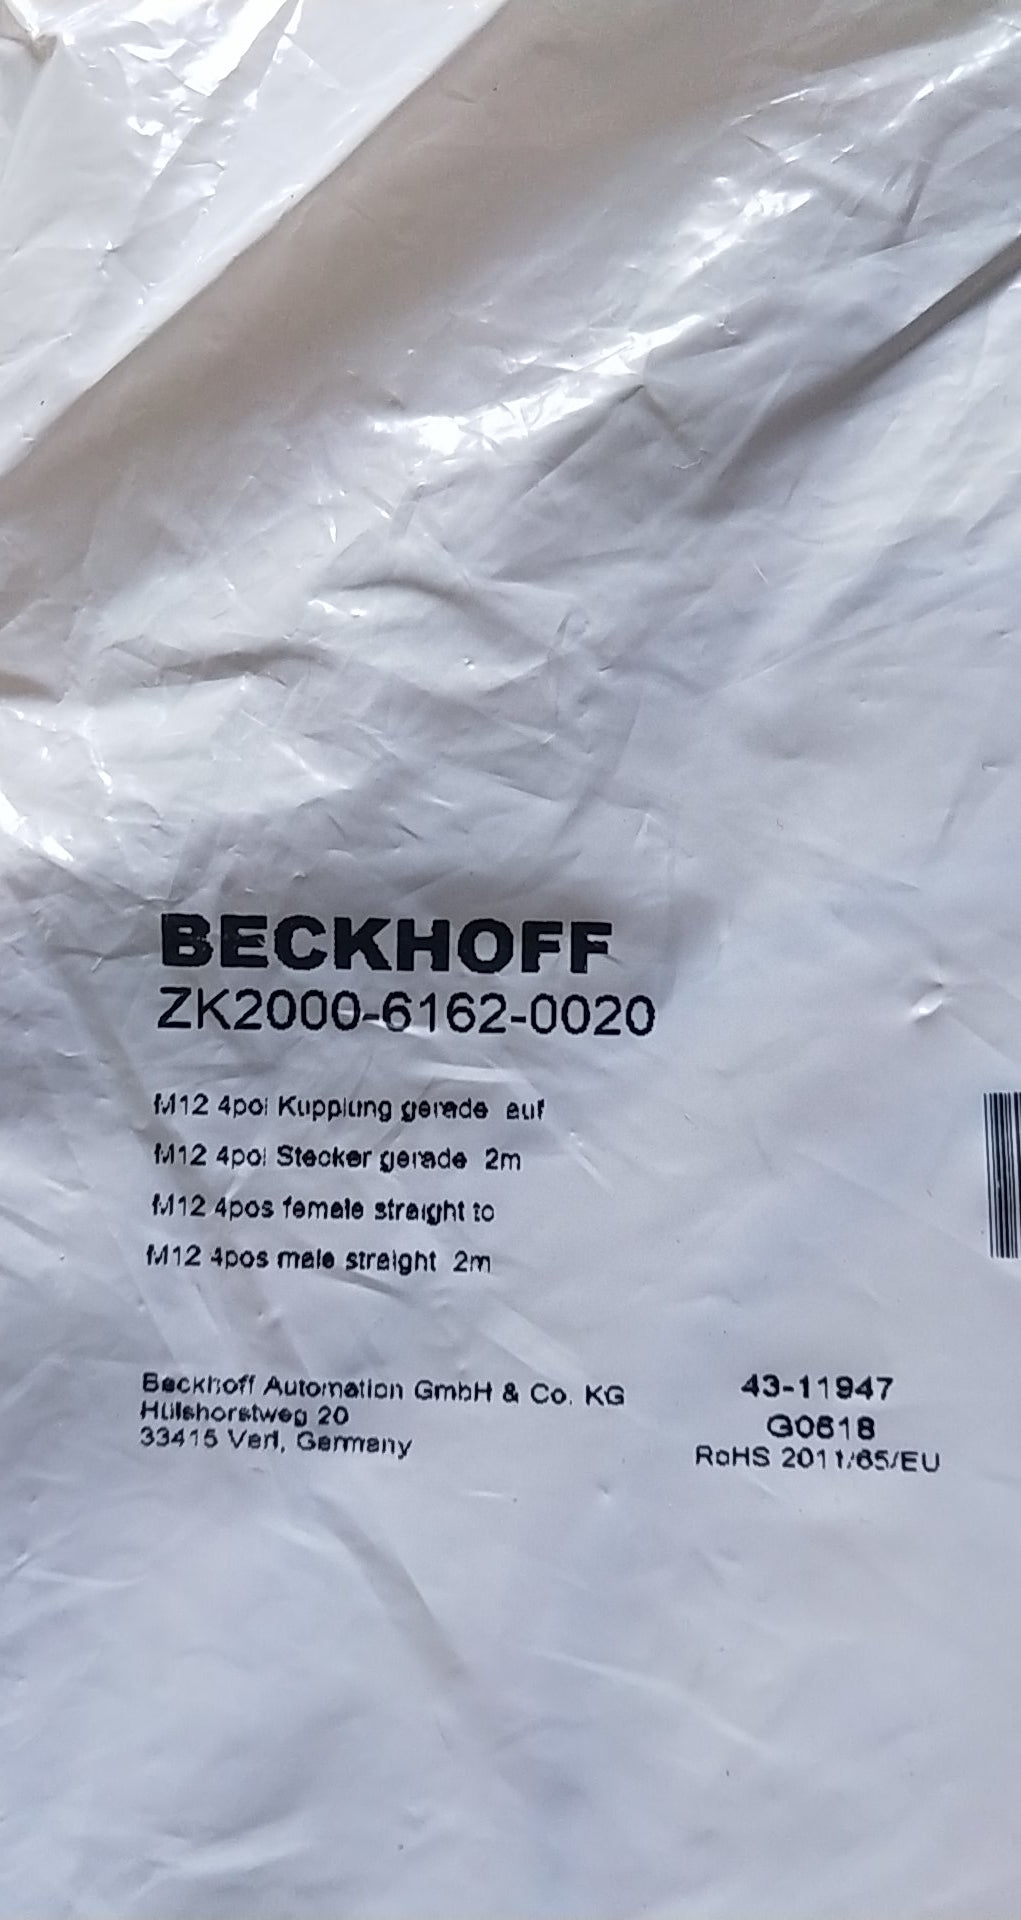 BECKHOFF
ZK2000-6162-0020
M12 4pol Kupplung gerade auf
M12 4pol Stecker gerade 2m
M12 4pos female straight to
M12 4pos male straight 2m
Beckhoff Automation GmbH & Co. KG
Hülshorstweg 20
33415 Verl, Germany
43-11947
G0618
RoHS 2011/65/EU